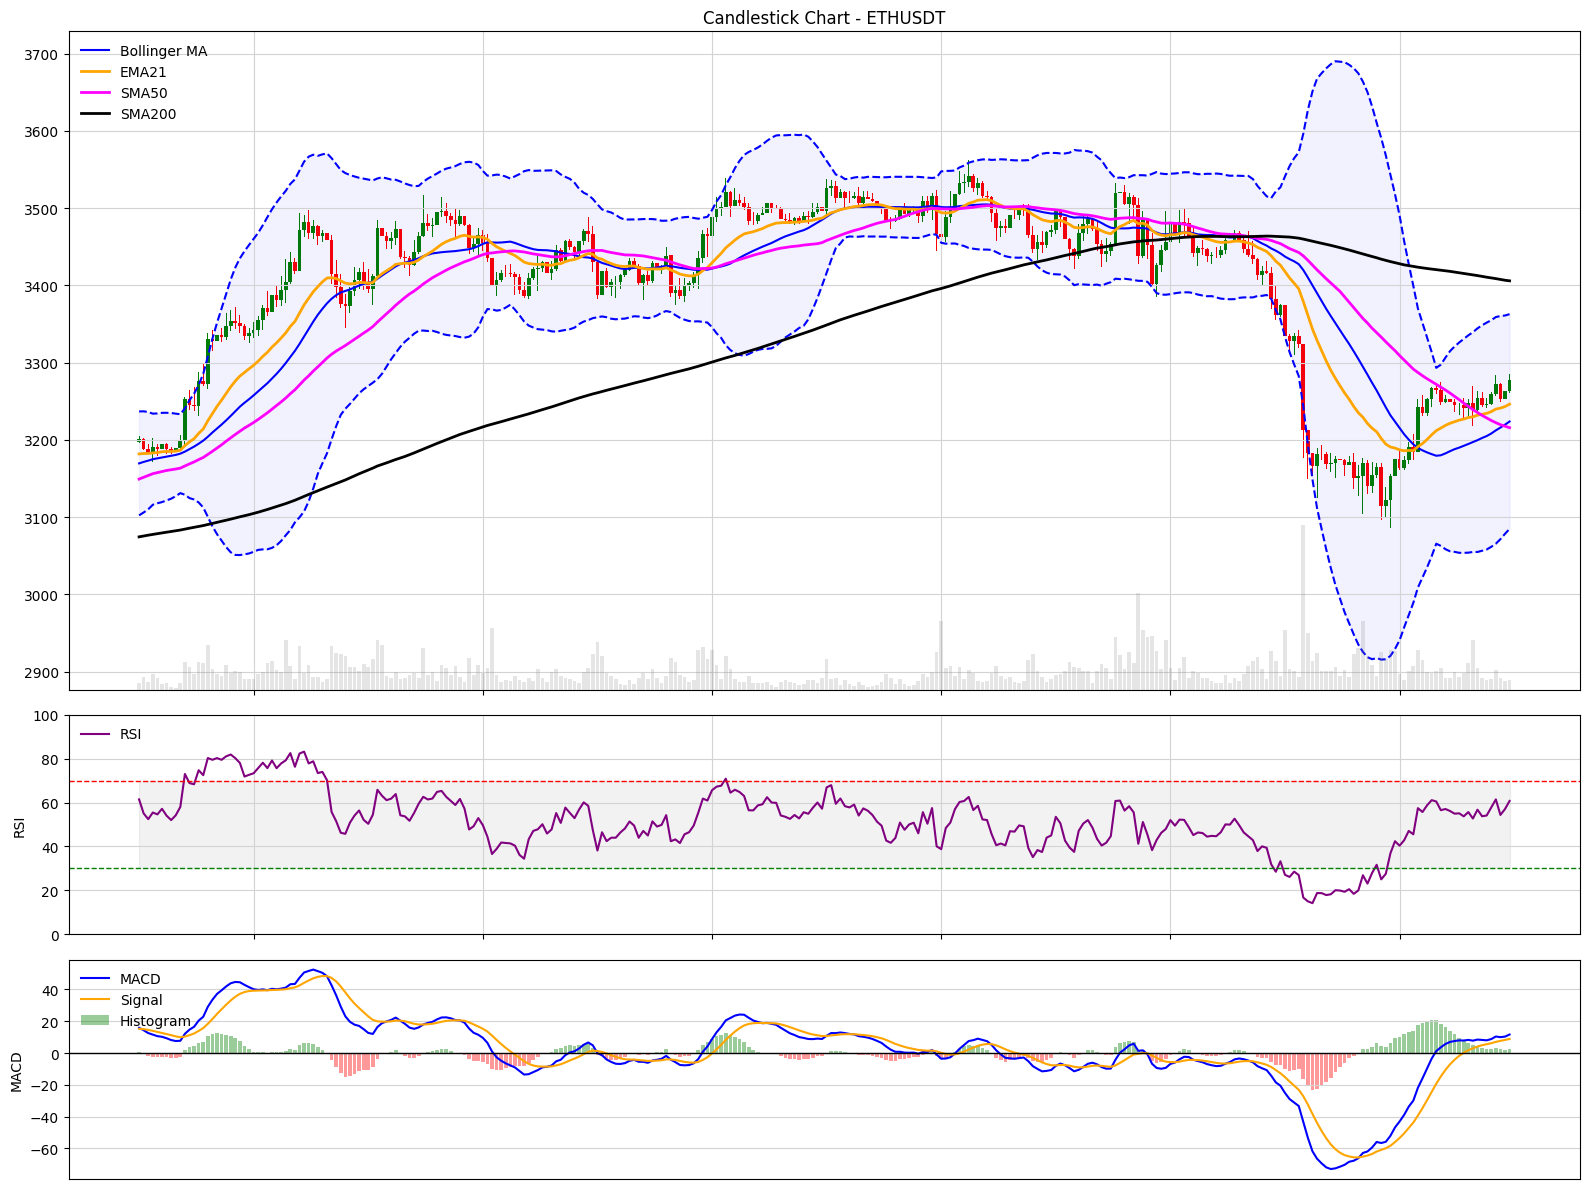 Candlestick Chart - ETHUSDT
Bollinger MA
EMA21
SMA50
SMA200
3700
3600
3500
3400
3300
3200
3100
3000
2900
RSI
100
80
60
40
20
0
RSI
MACD
Signal
Histogram
40
20
0
−20
−40
−60
MACD